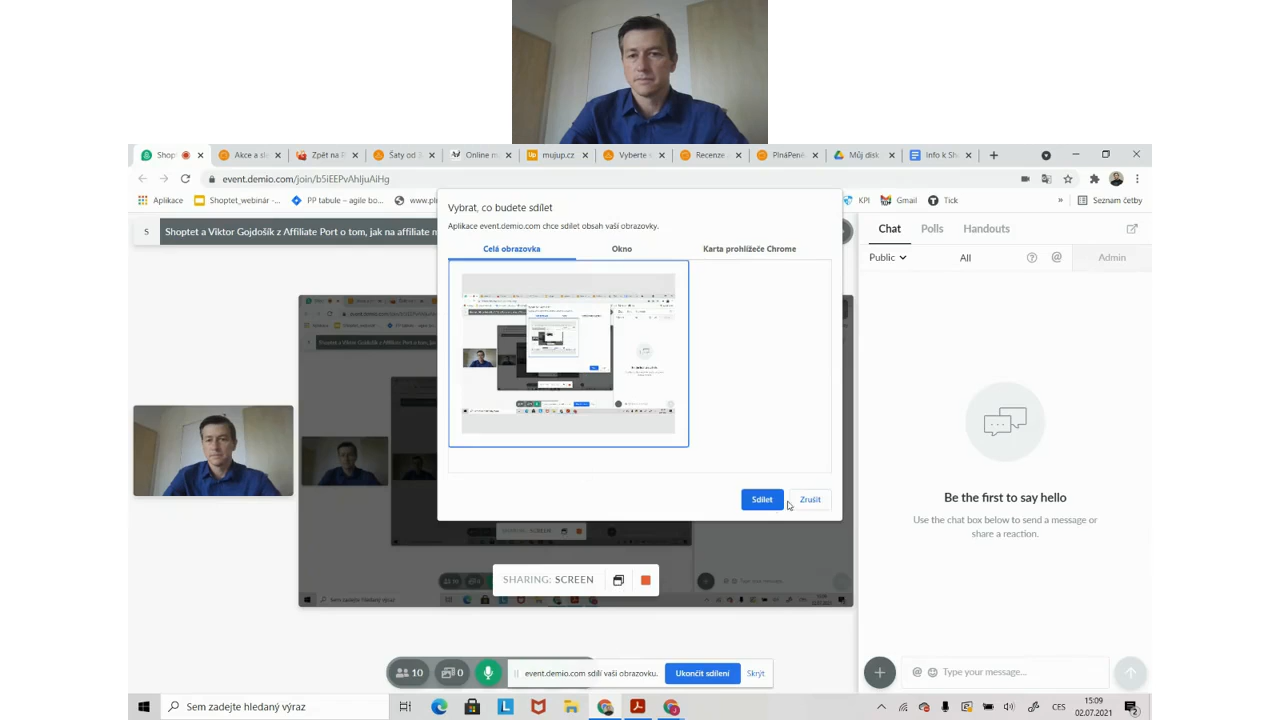 Shop
Akce a sl
Zpět na P
Šaty od
Online m
mujup.cz
Vyberte
Recenze
PlnáPeně
Můj disk
Info k Sh
event.demio.com/join/b5iEEPvAhIjuAiHg
Aplikace
Shoptet_webinář -...
PP tabule – agile bo...
KPI
Gmail
Tick
»
Seznam četby
S
Shoptet a Viktor Gojdošík z Affiliate Port o tom, jak na affiliate m
Vybrat, co budete sdílet
Aplikace event.demio.com chce sdílet obsah vaší obrazovky.
Celá obrazovka
Okno
Karta prohlížeče Chrome
Sdílet
Zrušit
Chat
Polls
Handouts
Public
All
Admin
Be the first to say hello
Use the chat box below to send a message or
share a reaction.
SHARING: SCREEN
10
0
event.demio.com sdílí vaši obrazovku.
Ukončit sdílení
Skrýt
Type your message...
Sem zadejte hledaný výraz
CES
15:09
02.07.2021
2